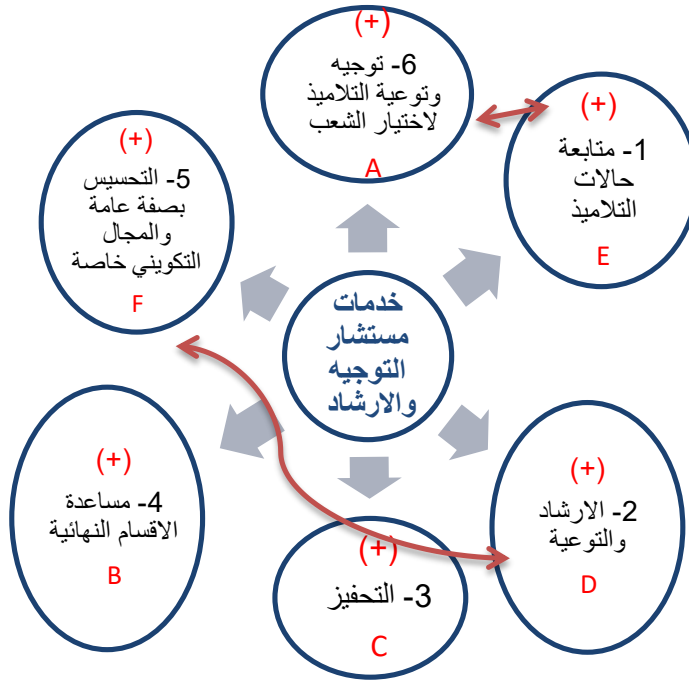 (+)
6- توجيه
وتوعية التلاميذ
لاختيار الشعب
A
(+)
1- متابعة
حالات
التلاميذ
E
(+)
5- التحسيس
بصفة عامة
والمجال
التكويني خاصة
F
خدمات
مستشار
التوجيه
والارشاد
(+)
2- الارشاد
والتوعية
D
(+)
4- مساعدة
الاقسام النهائية
B
(+)
3- التحفيز
C